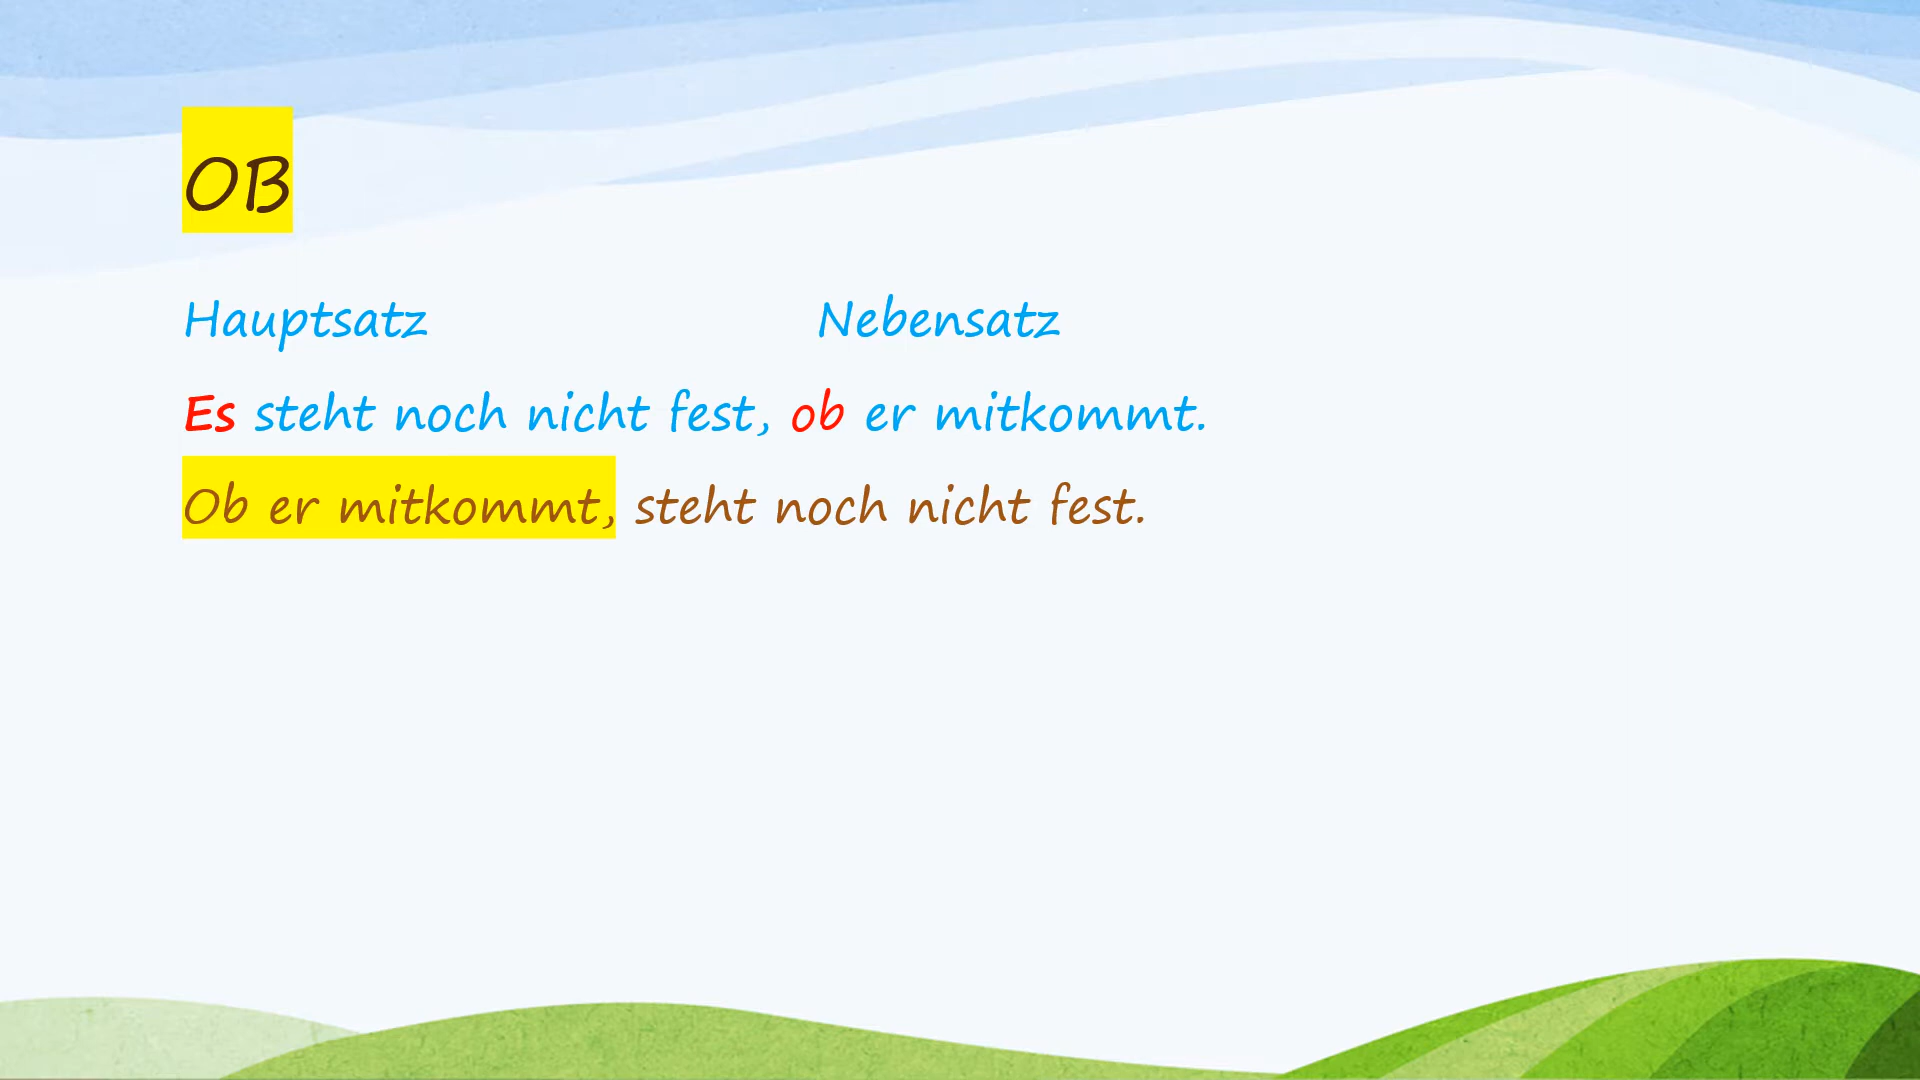 OB
Hauptsatz Nebensatz
Es steht noch nicht fest, ob er mitkommt.
Ob er mitkommt, steht noch nicht fest.